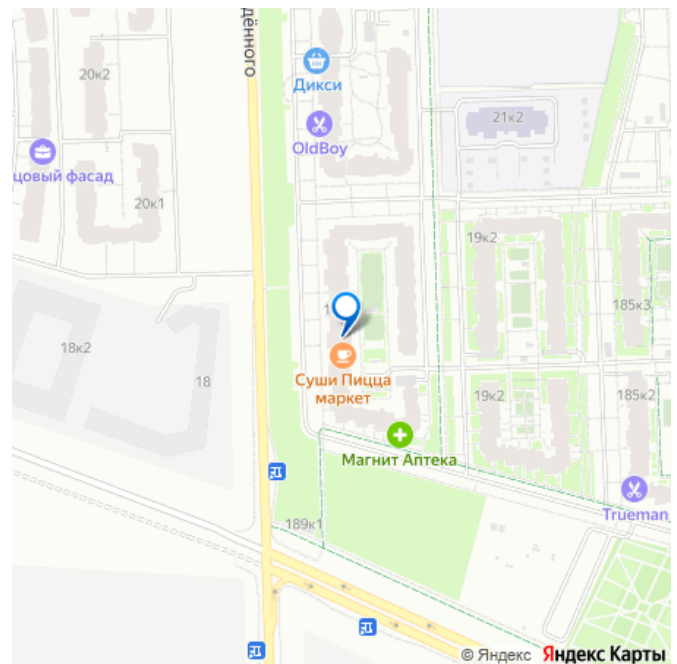 дённого
20к2
Дикси
21к2
OldBoy
цовый фасад
20к1
19к2
185к3
18к2
18
Суши Пицца
маркет
19к2
185к2
Магнит Аптека
Trueman
189к1
© Яндекс Яндекс Карты